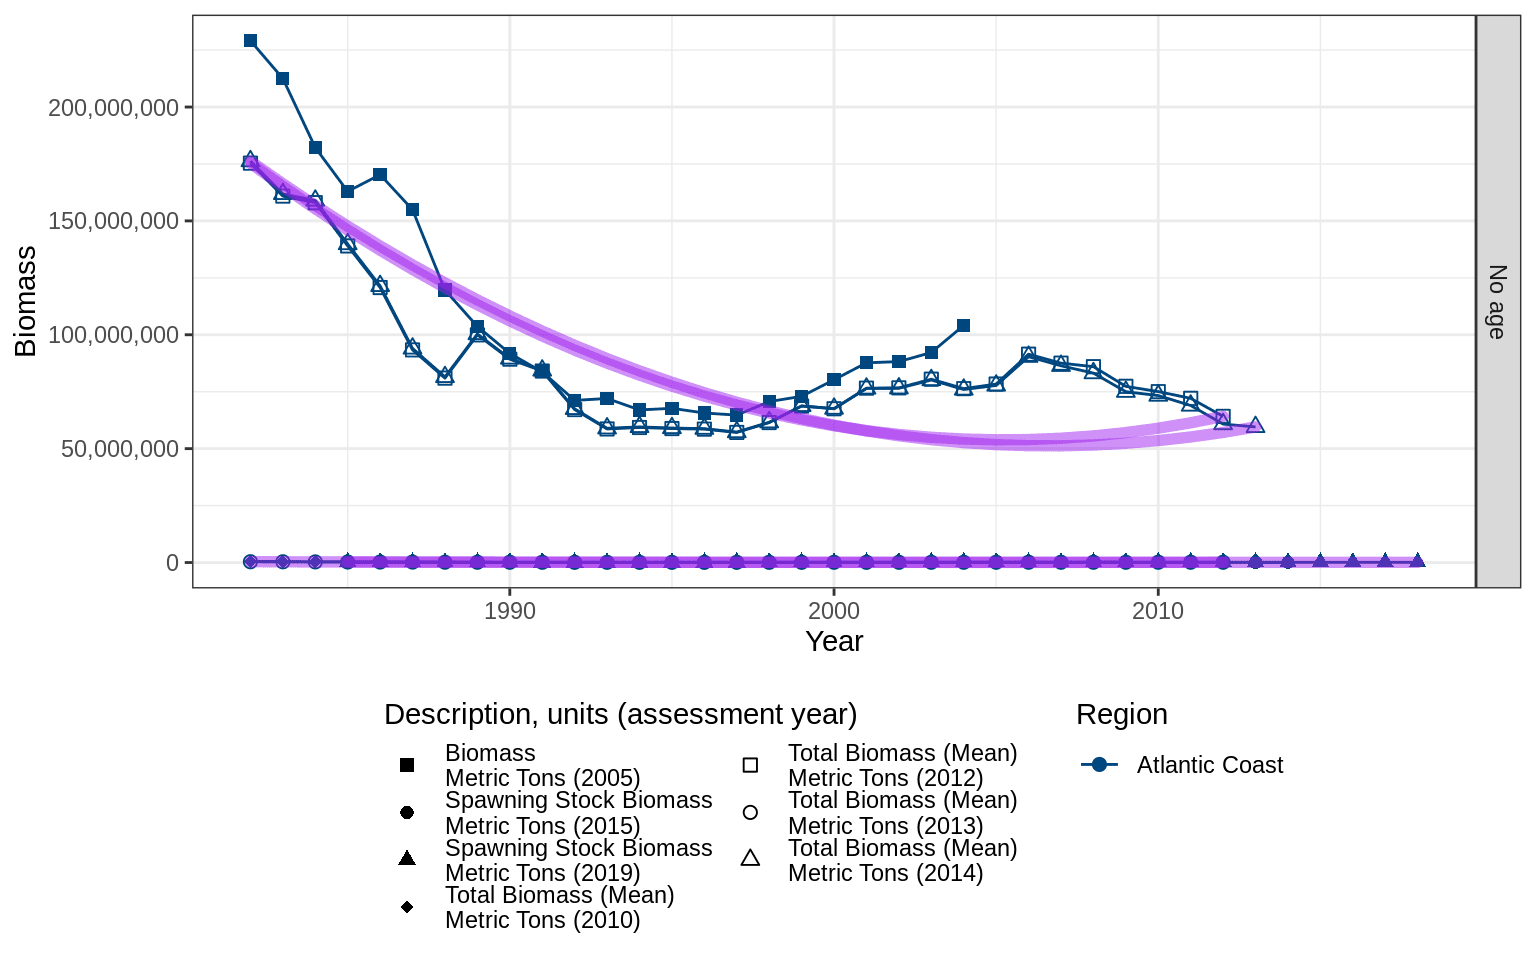 200,000,000
150,000,000
100,000,000
50,000,000
0
Biomass
No age
1990 2000 2010
Year
Description, units (assessment year)
Biomass
Metric Tons (2005)
Spawning Stock Biomass
Metric Tons (2015)
Spawning Stock Biomass
Metric Tons (2019)
Total Biomass (Mean)
Metric Tons (2010)
Total Biomass (Mean)
Metric Tons (2012)
Total Biomass (Mean)
Metric Tons (2013)
Total Biomass (Mean)
Metric Tons (2014)
Region
Atlantic Coast